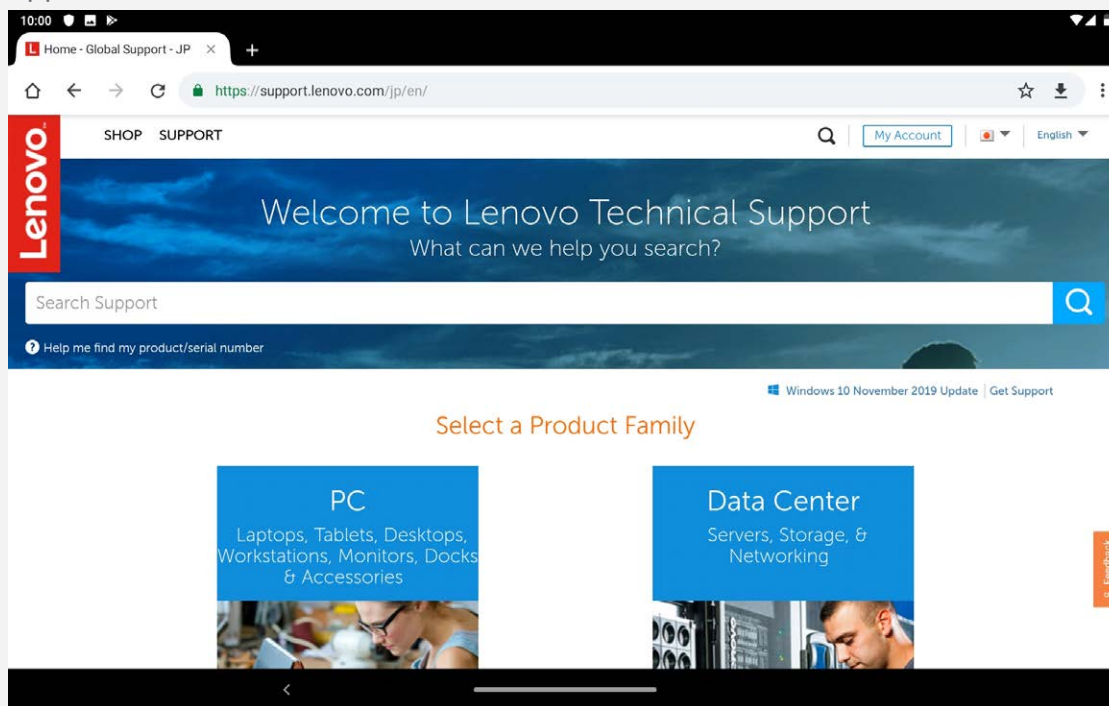 10:00
Home - Global Support - JP
https://support.lenovo.com/jp/en/
Lenovo
SHOP SUPPORT
My Account
English
Welcome to Lenovo Technical Support
What can we help you search?
Search Support
Help me find my product/serial number
Windows 10 November 2019 Update Get Support
Select a Product Family
PC
Laptops, Tablets, Desktops,
Workstations, Monitors, Docks
& Accessories
Data Center
Servers, Storage, &
Networking
Feedback